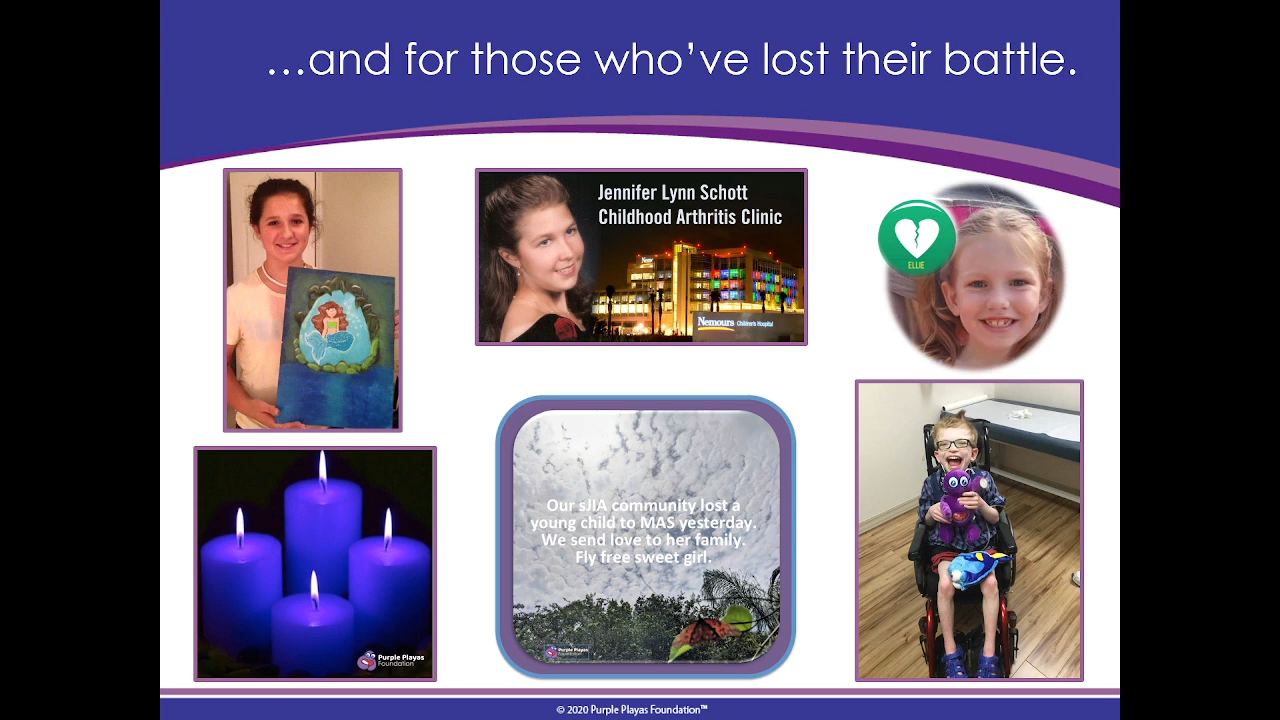 ...and for those who've lost their battle.
Jennifer Lynn Schott
Childhood Arthritis Clinic
Nemours Children's Hospital
ELLIE
Our sJIA community lost a
young child to MAS yesterday.
We send love to her family.
Fly free sweet girl.
Purple Playas
Foundation
Purple Playas
Foundation
© 2020 Purple Playas Foundation™